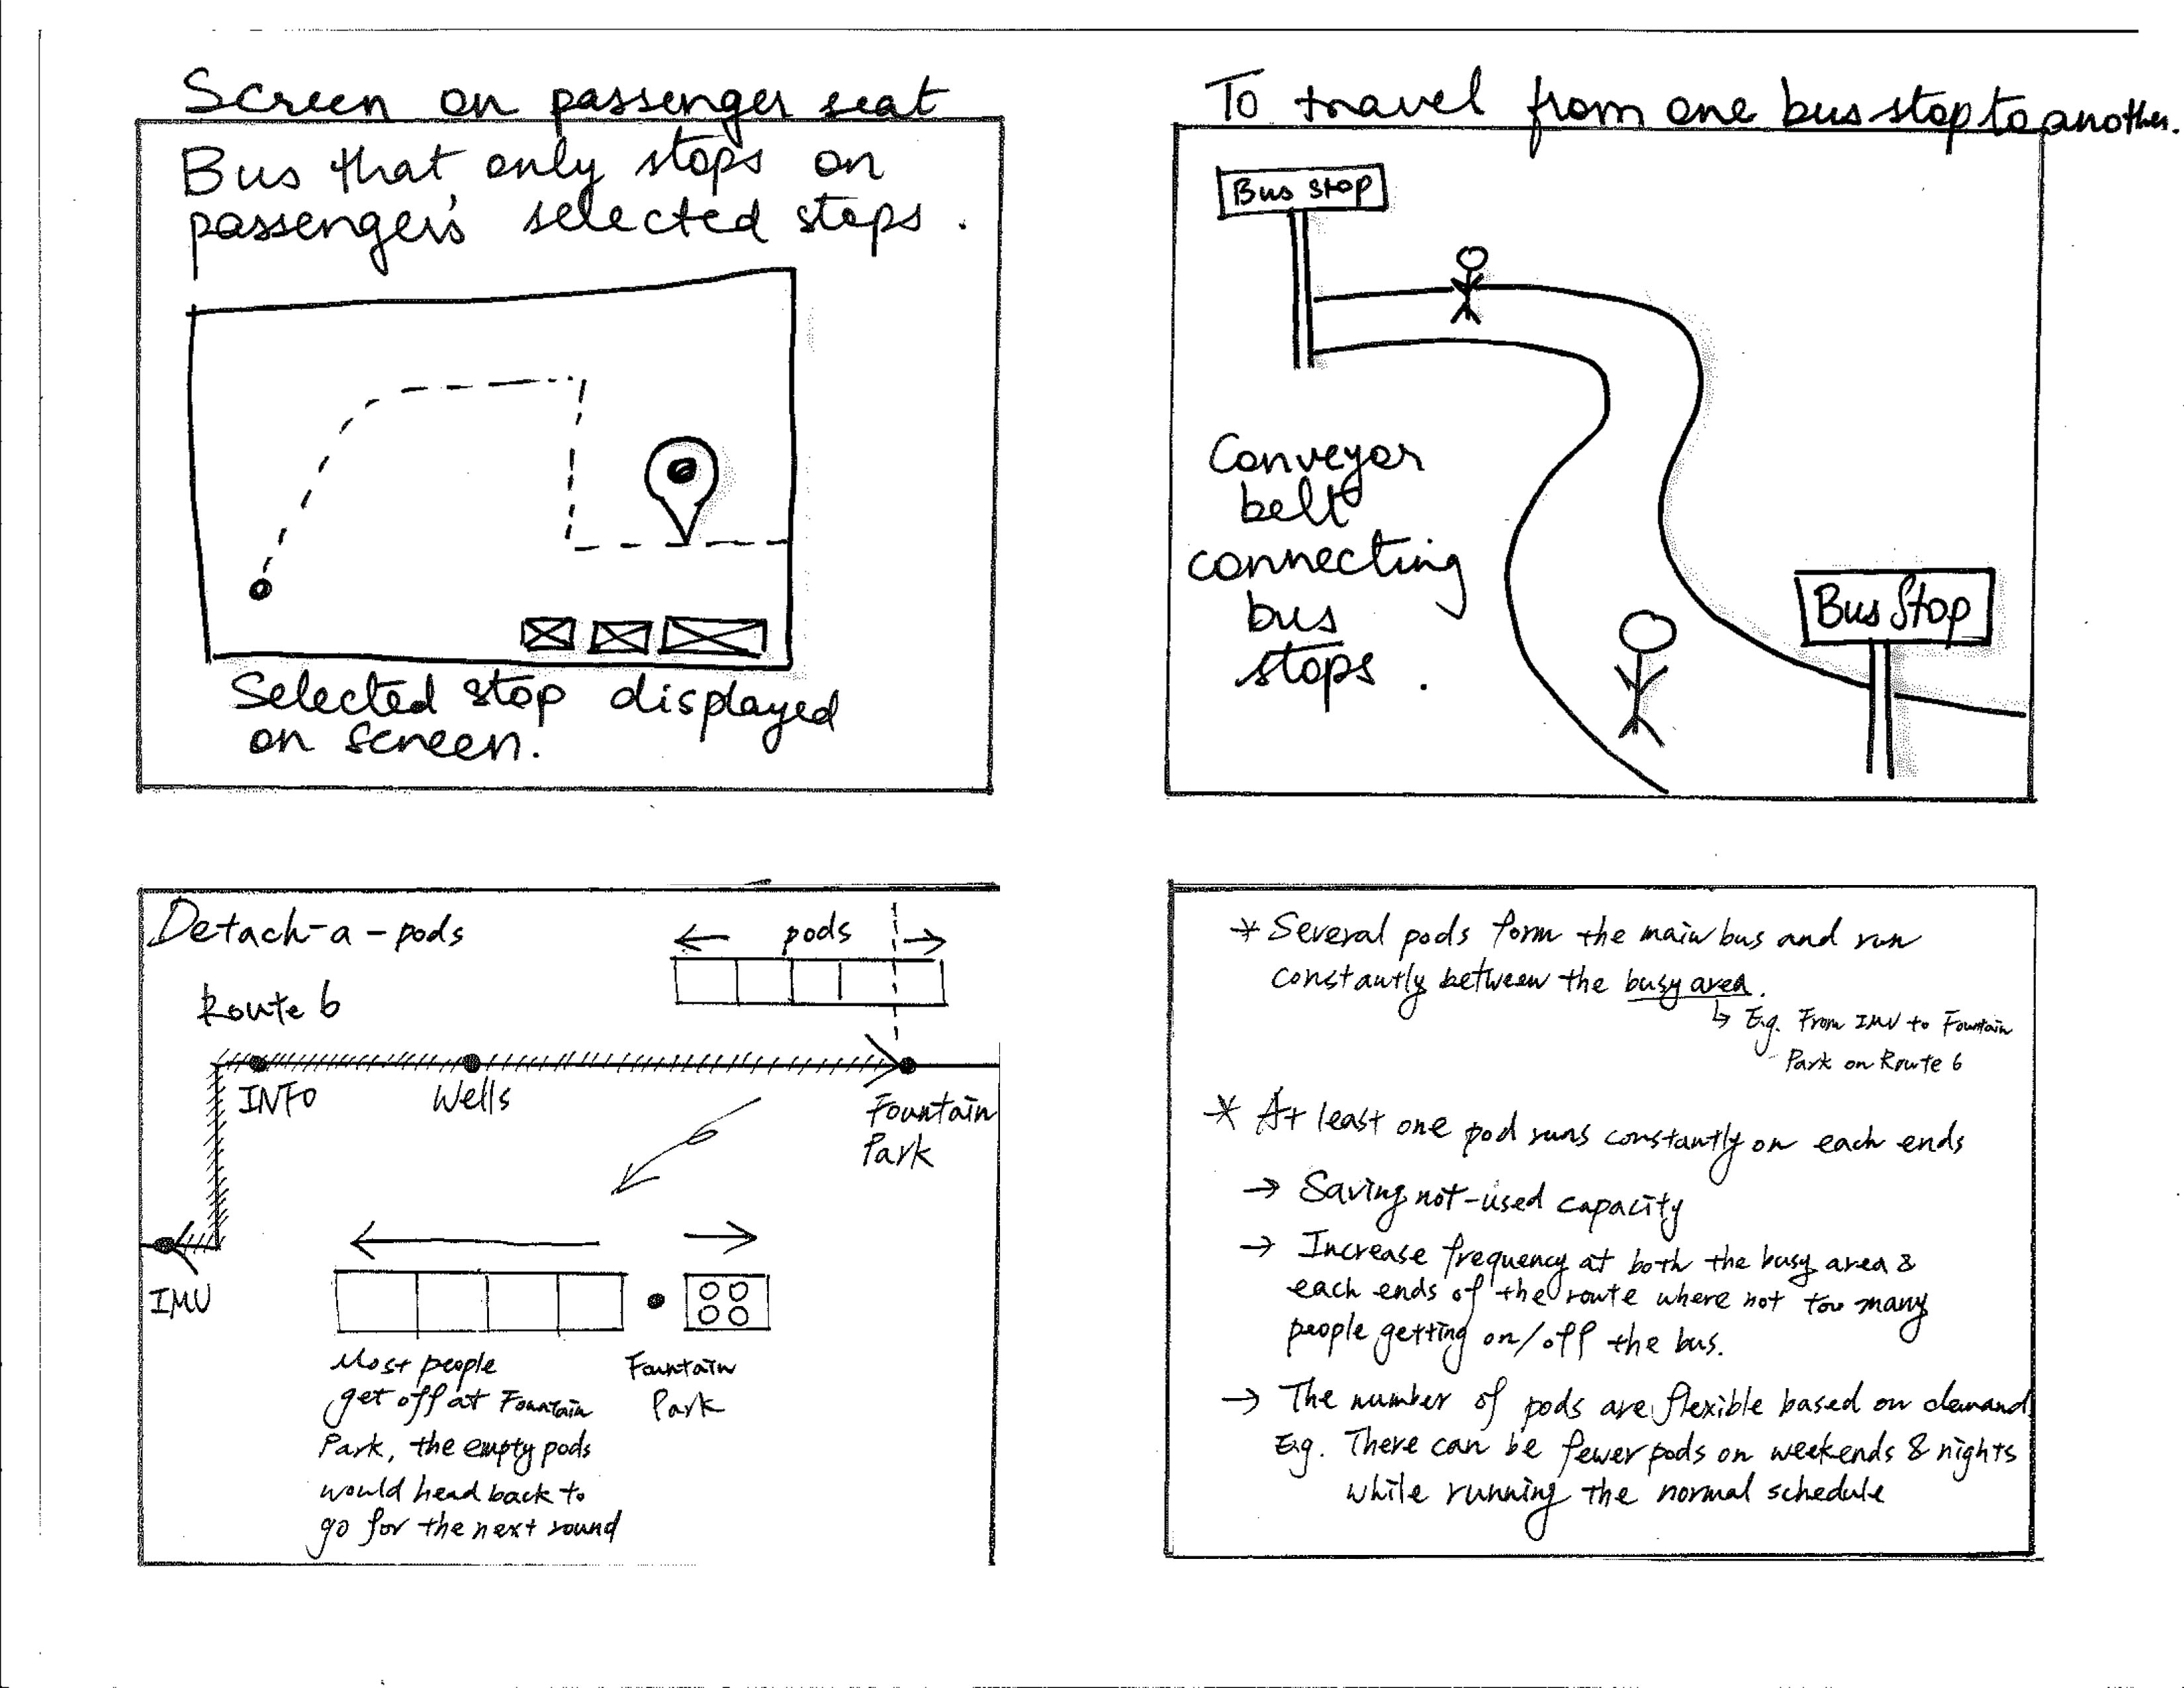 Screen on passenger seat
Bus that only stops on
passenger's selected stops.
Selected stop displayed
on screen.
To travel from one bus stop to another.
Bus stop
Conveyor
belt
connecting
bus
stops.
Bus Stop
Detach-a-pods
pods
Route 6
INFO
Wells
Fountain
Park
IMU
Most people
get off at Fountain
Park, the empty pods
would head back to
go for the next round
Fountain
Park
* Several pods form the main bus and run
constantly between the busy area.
↳ E.g. From IMU to Fountain
Park on Route 6
* At least one pod runs constantly on each ends
→ Saving not-used capacity
→ Increase frequency at both the busy area &
each ends of the route where not too many
people getting on/off the bus.
→ The number of pods are flexible based on demand
E.g. There can be fewer pods on weekends & nights
while running the normal schedule